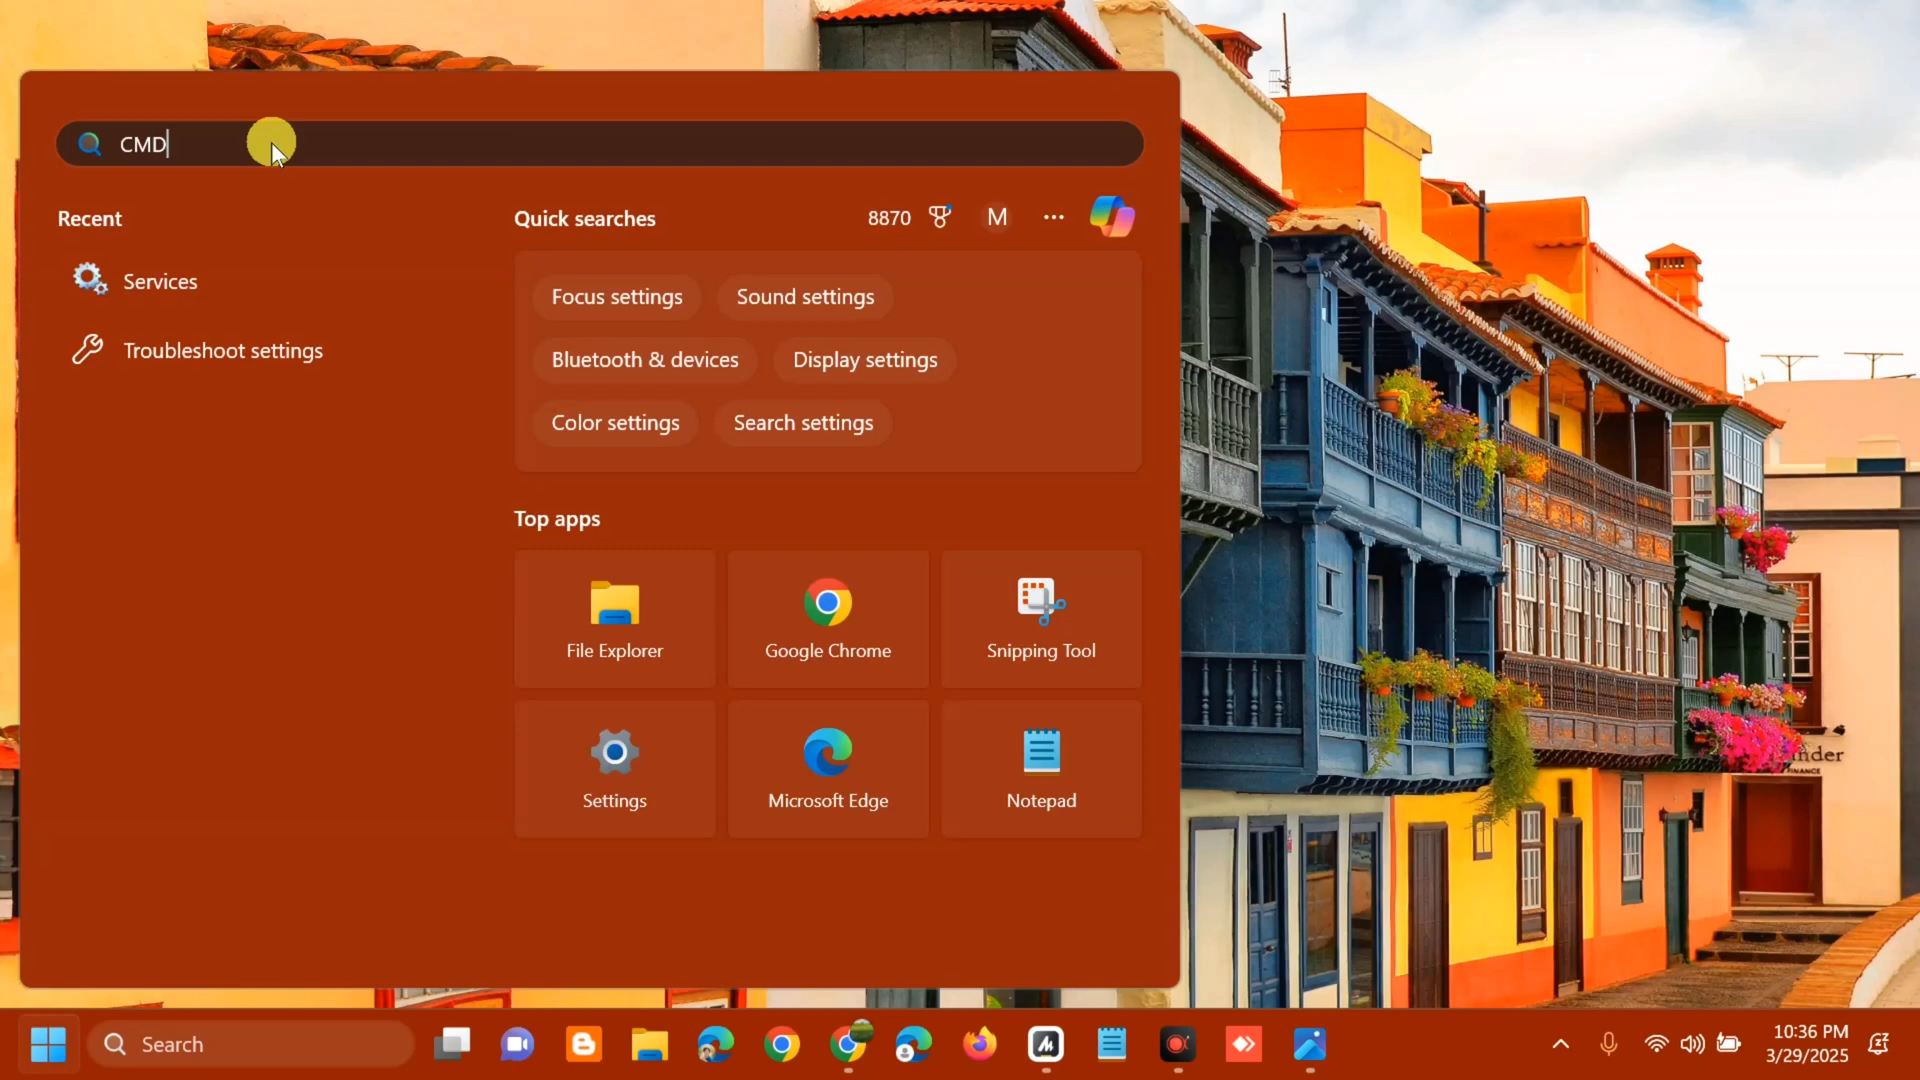 CMD
Recent
Services
Troubleshoot settings
Quick searches
8870
M
Focus settings
Sound settings
Bluetooth & devices
Display settings
Color settings
Search settings
Top apps
File Explorer
Google Chrome
Snipping Tool
Settings
Microsoft Edge
Notepad
FINANCE
Search
10:36 PM
3/29/2025